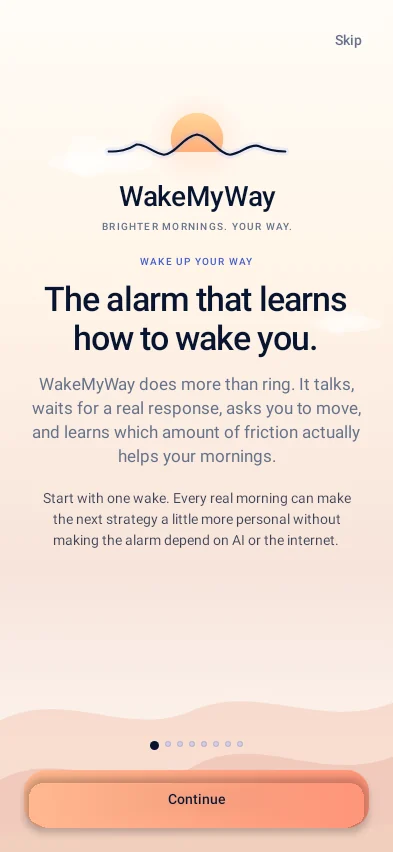 Skip
WakeMyWay
BRIGHTER MORNINGS. YOUR WAY.
WAKE UP YOUR WAY
The alarm that learns
how to wake you.
WakeMyWay does more than ring. It talks,
waits for a real response, asks you to move,
and learns which amount of friction actually
helps your mornings.
Start with one wake. Every real morning can make
the next strategy a little more personal without
making the alarm depend on AI or the internet.
Continue